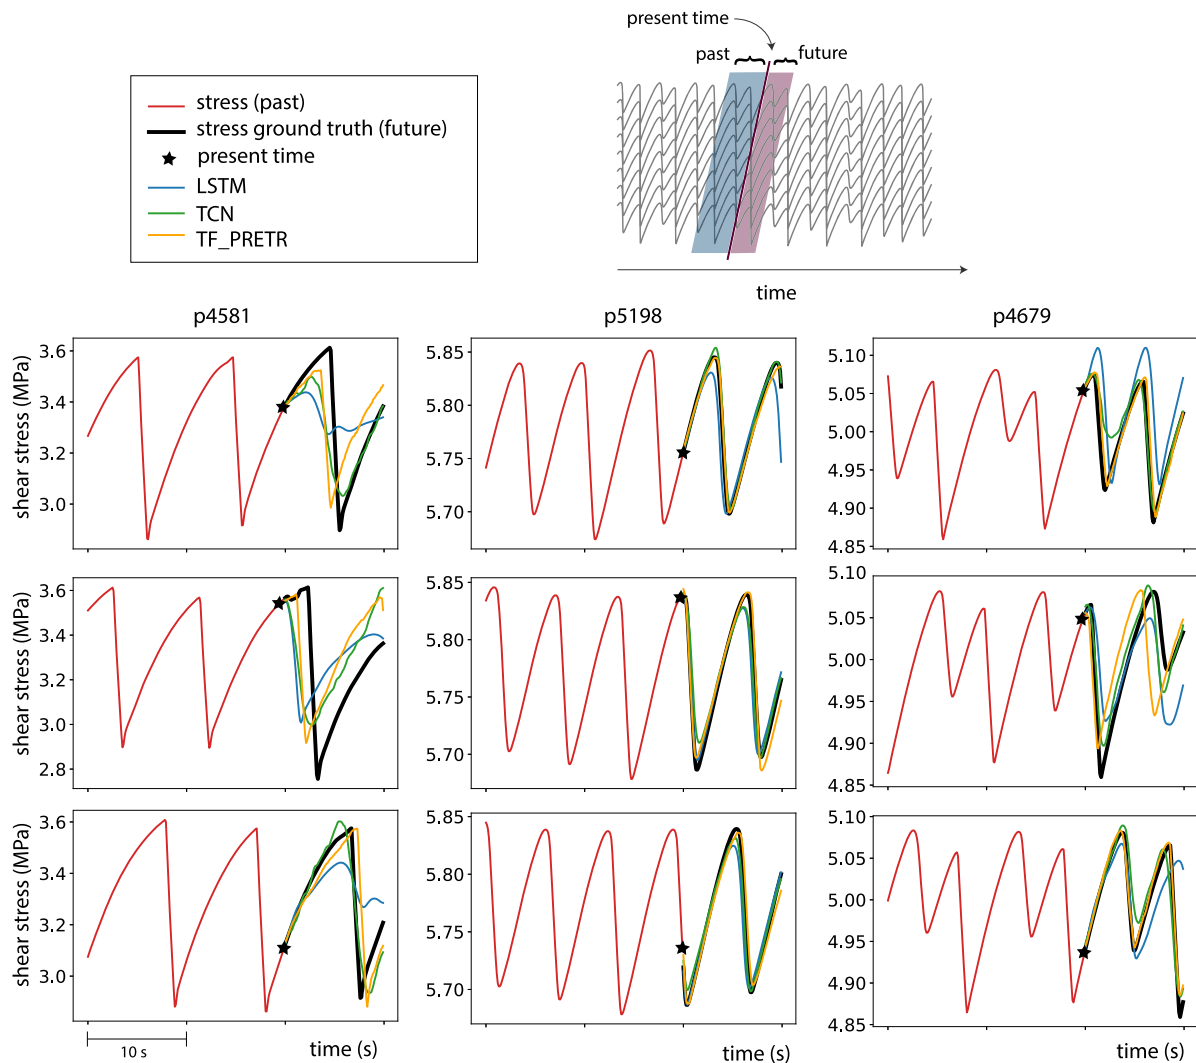 present time
past
future
stress (past)
stress ground truth (future)
present time
LSTM
TCN
TF_PRETR
time
p4581
p5198
p4679
shear stress (MPa)
3.6
3.4
3.2
3.0
5.85
5.80
5.75
5.70
5.10
5.05
5.00
4.95
4.90
4.85
shear stress (MPa)
3.6
3.4
3.2
3.0
2.8
5.85
5.80
5.75
5.70
5.10
5.05
5.00
4.95
4.90
4.85
shear stress (MPa)
3.6
3.4
3.2
3.0
5.85
5.80
5.75
5.70
5.65
5.10
5.05
5.00
4.95
4.90
4.85
10 s
time (s)
time (s)
time (s)